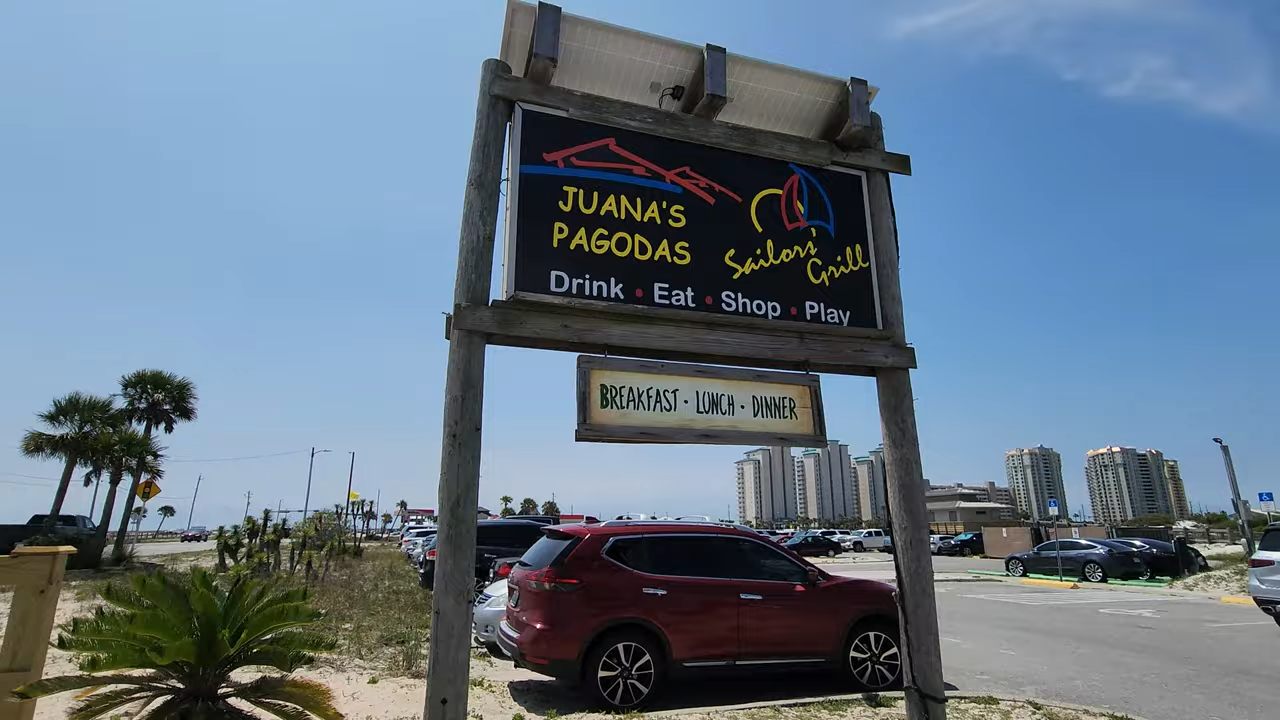 JUANA'S
PAGODAS
Sailors'
Grill
Drink • Eat • Shop • Play
BREAKFAST • LUNCH • DINNER